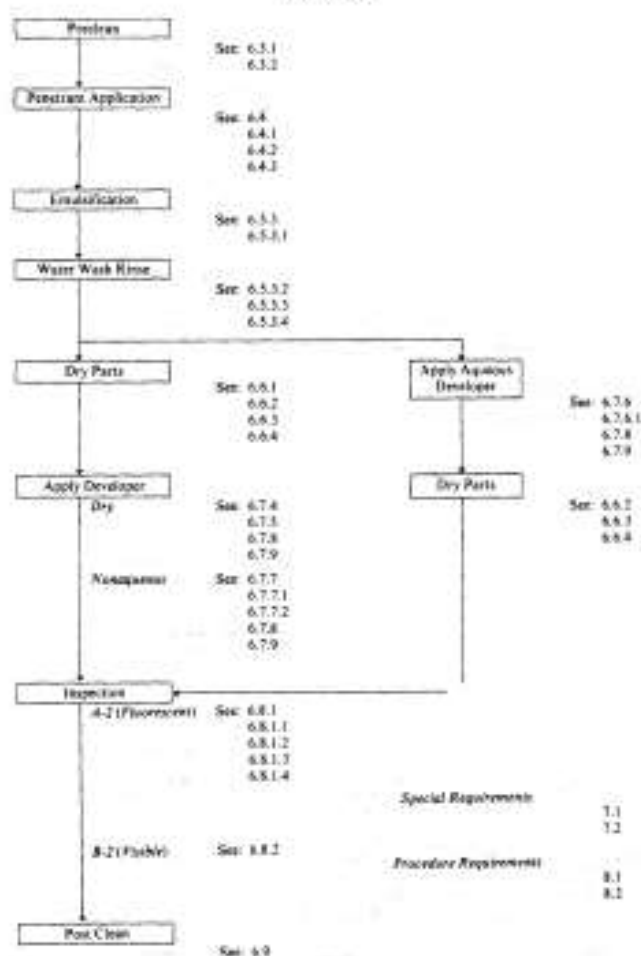 Preclean
See: 6.3.1
6.3.2
Penetrant Application
See: 6.4
6.4.1
6.4.2
6.4.3
Emulsification
See: 6.5.3
6.5.3.1
Water Wash Rinse
See: 6.5.3.2
6.5.3.3
6.5.3.4
Dry Parts
See: 6.6.1
6.6.2
6.6.3
6.6.4
Apply Aqueous
Developer
See: 6.7.6
6.7.6.1
6.7.8
6.7.9
Apply Developer
Dry
See: 6.7.4
6.7.5
6.7.8
6.7.9
Dry Parts
See: 6.6.2
6.6.3
6.6.4
Nonaqueous
See: 6.7.7
6.7.7.1
6.7.7.2
6.7.8
6.7.9
Inspection
A-2 (Fluorescent)
See: 6.8.1
6.8.1.1
6.8.1.2
6.8.1.3
6.8.1.4
Special Requirements
7.1
7.2
B-2 (Visible)
See: 6.8.2
Procedure Requirements
8.1
8.2
Post Clean
See: 6.9